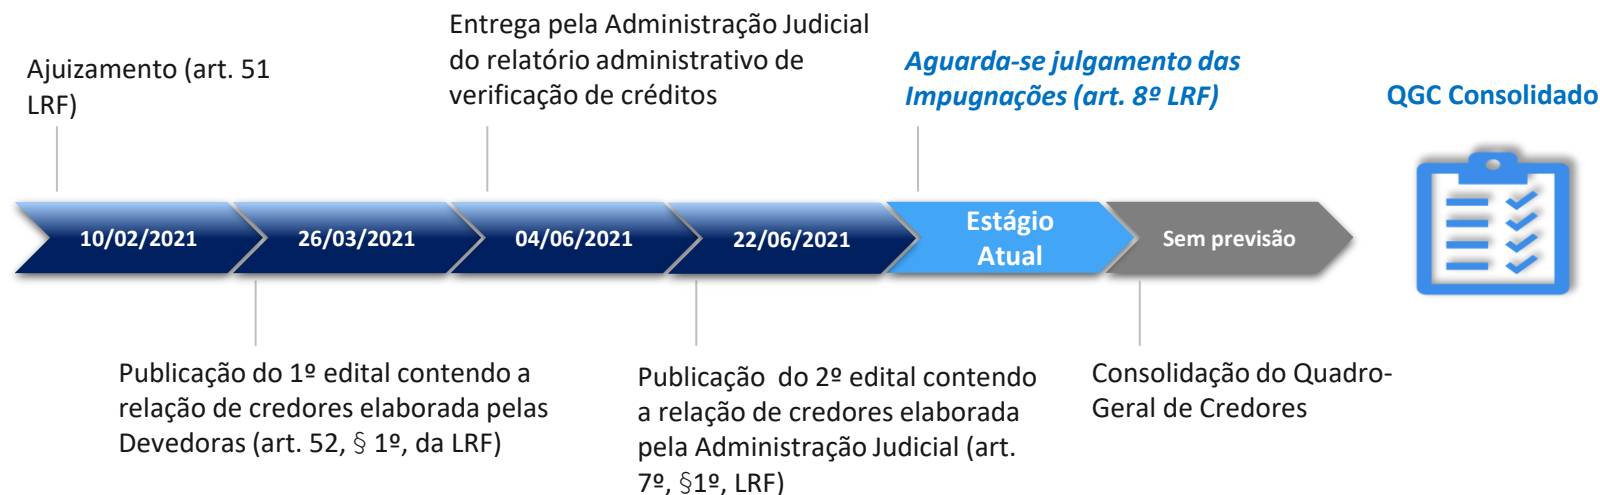 Ajuizamento (art. 51
LRF)
Entrega pela Administração Judicial
do relatório administrativo de
verificação de créditos
Aguarda-se julgamento das
Impugnações (art. 8º LRF)
QGC Consolidado
10/02/2021
26/03/2021
04/06/2021
22/06/2021
Estágio
Atual
Sem previsão
Publicação do 1º edital contendo a
relação de credores elaborada pelas
Devedoras (art. 52, § 1º, da LRF)
Publicação  do 2º edital contendo
a relação de credores elaborada
pela Administração Judicial (art.
7º, §1º, LRF)
Consolidação do Quadro-
Geral de Credores